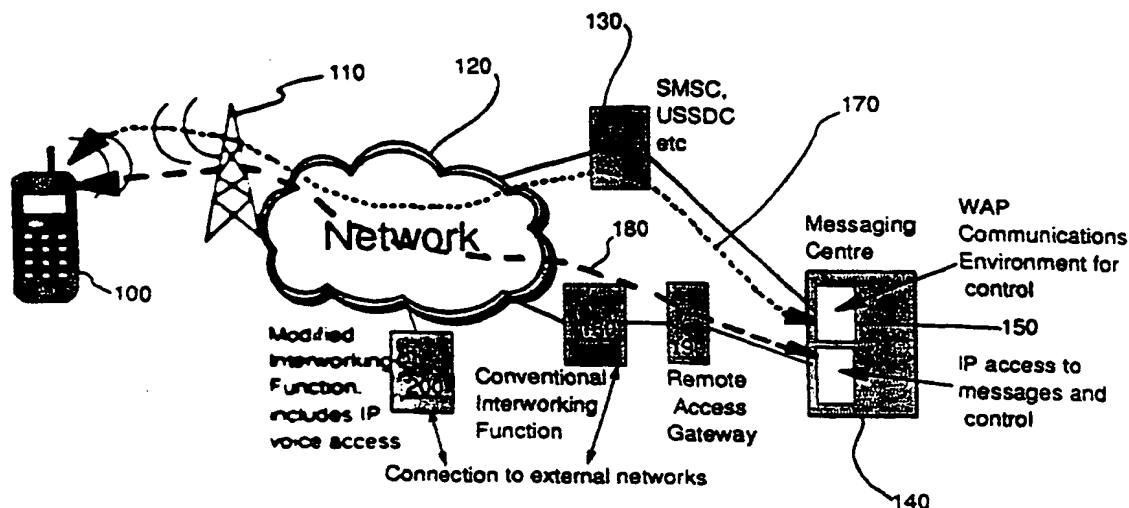 130
110
120
SMSC,
USSDC
etc
170
Messaging
Centre
WAP
Communications
Environment for
control
Network
180
100
150
Modified
Interworking
Function.
includes IP
voice access
200
Conventional
Interworking
Function
Remote
Access
Gateway
IP access to
messages and
control
Connection to external networks
140